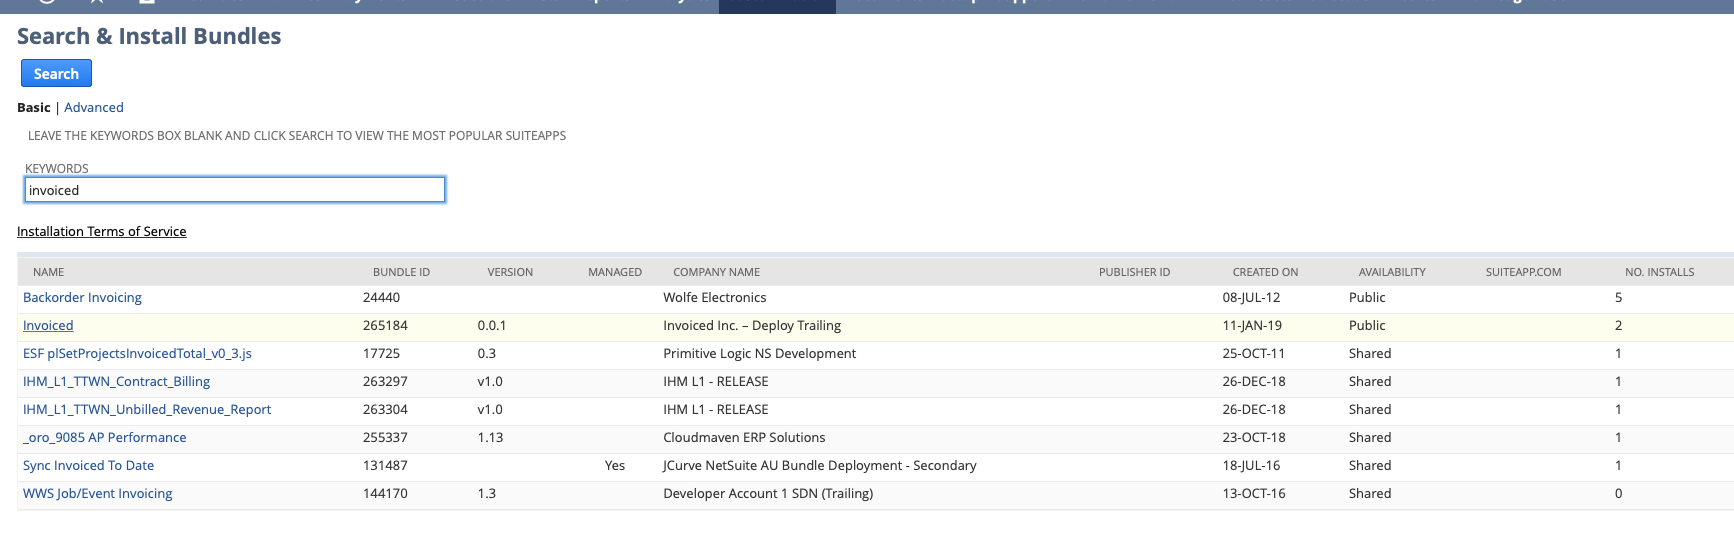 Search & Install Bundles
Search
Basic | Advanced
LEAVE THE KEYWORDS BOX BLANK AND CLICK SEARCH TO VIEW THE MOST POPULAR SUITEAPPS
KEYWORDS
invoiced
Installation Terms of Service
NAME BUNDLE ID VERSION MANAGED COMPANY NAME PUBLISHER ID CREATED ON AVAILABILITY SUITEAPP.COM NO. INSTALLS
Backorder Invoicing 24440 Wolfe Electronics 08-JUL-12 Public 5
Invoiced 265184 0.0.1 Invoiced Inc. – Deploy Trailing 11-JAN-19 Public 2
ESF plSetProjectsInvoicedTotal_v0_3.js 17725 0.3 Primitive Logic NS Development 25-OCT-11 Shared 1
IHM_L1_TTWN_Contract_Billing 263297 v1.0 IHM L1 - RELEASE 26-DEC-18 Shared 1
IHM_L1_TTWN_Unbilled_Revenue_Report 263304 v1.0 IHM L1 - RELEASE 26-DEC-18 Shared 1
_oro_9085 AP Performance 255337 1.13 Cloudmaven ERP Solutions 23-OCT-18 Shared 1
Sync Invoiced To Date 131487 Yes JCurve NetSuite AU Bundle Deployment - Secondary 18-JUL-16 Shared 1
WWS Job/Event Invoicing 144170 1.3 Developer Account 1 SDN (Trailing) 13-OCT-16 Shared 0